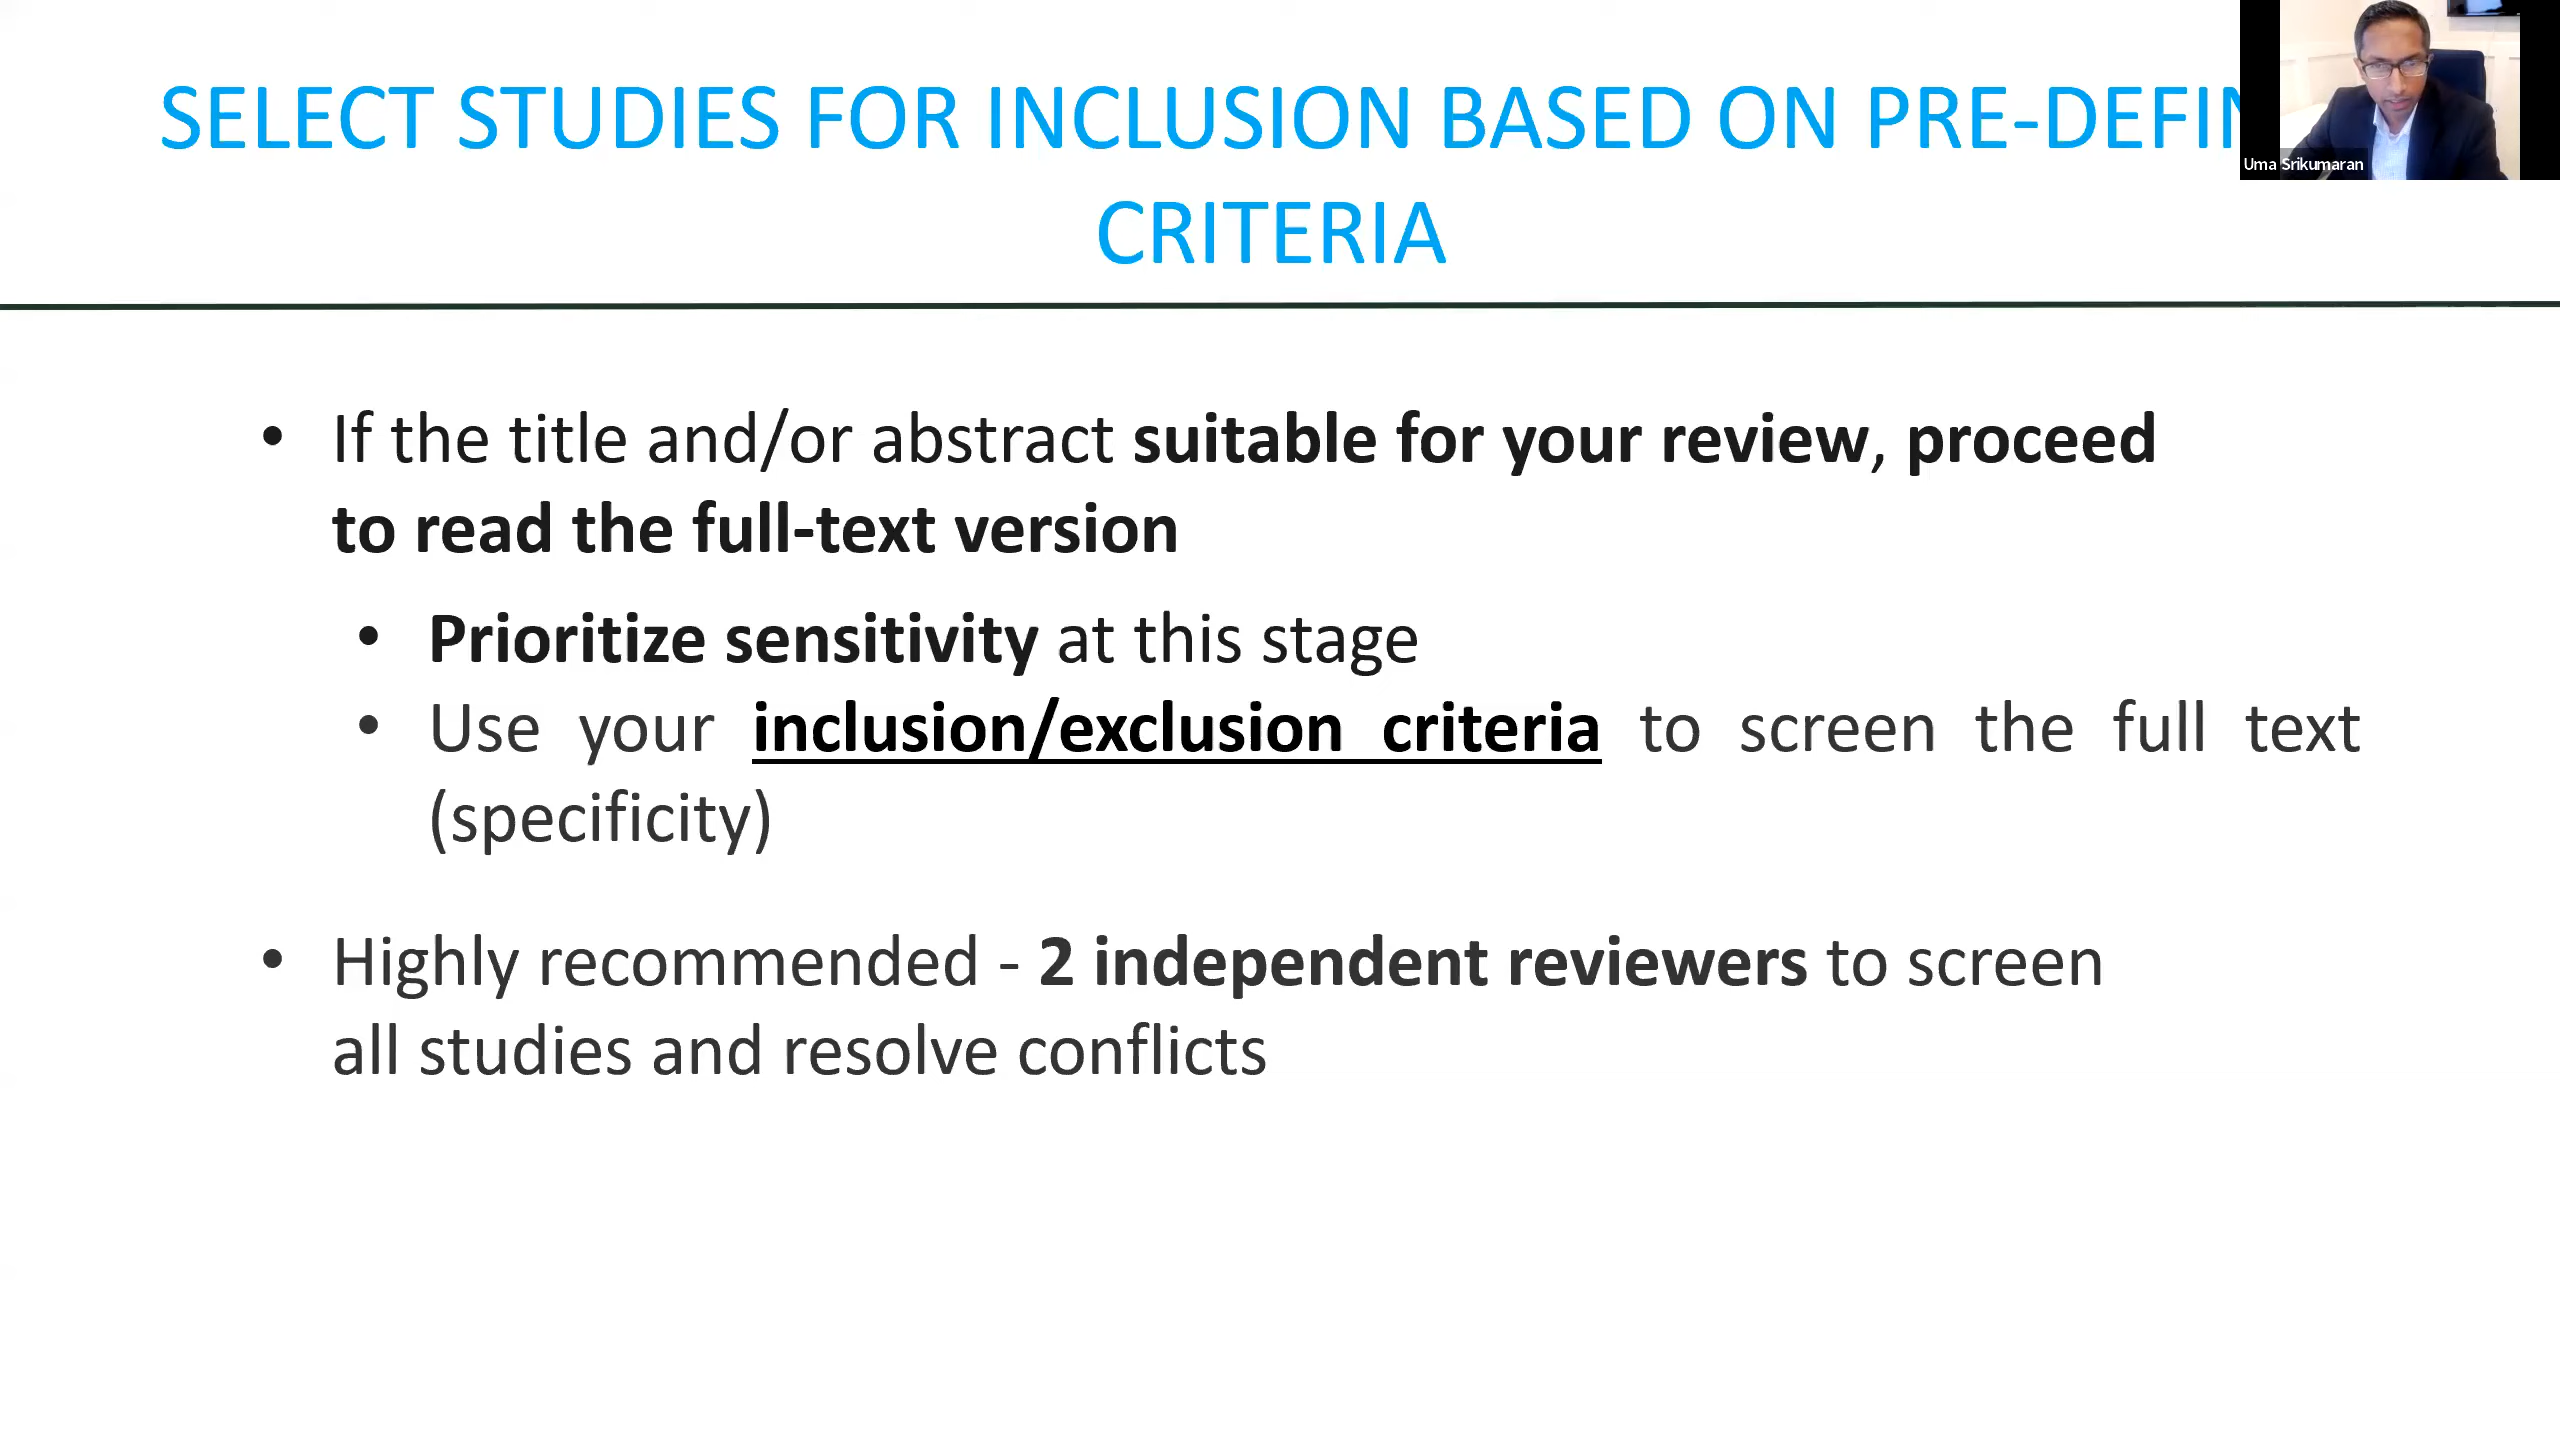 SELECT STUDIES FOR INCLUSION BASED ON PRE-DEFIN
CRITERIA
Uma Srikumaran
• If the title and/or abstract suitable for your review, proceed
to read the full-text version
• Prioritize sensitivity at this stage
• Use your inclusion/exclusion criteria to screen the full text
(specificity)
• Highly recommended - 2 independent reviewers to screen
all studies and resolve conflicts